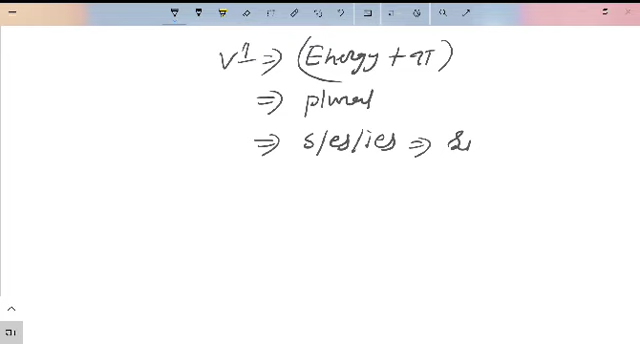 V1 ⇒ (Energy + ना)
⇒ plural
⇒ s/es/ies ⇒